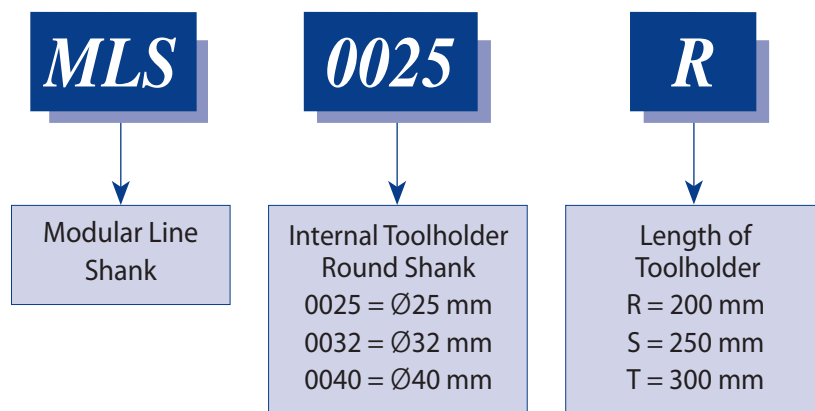 MLS
0025
R
Modular Line
Shank
Internal Toolholder
Round Shank
0025 = Ø25 mm
0032 = Ø32 mm
0040 = Ø40 mm
Length of
Toolholder
R = 200 mm
S = 250 mm
T = 300 mm